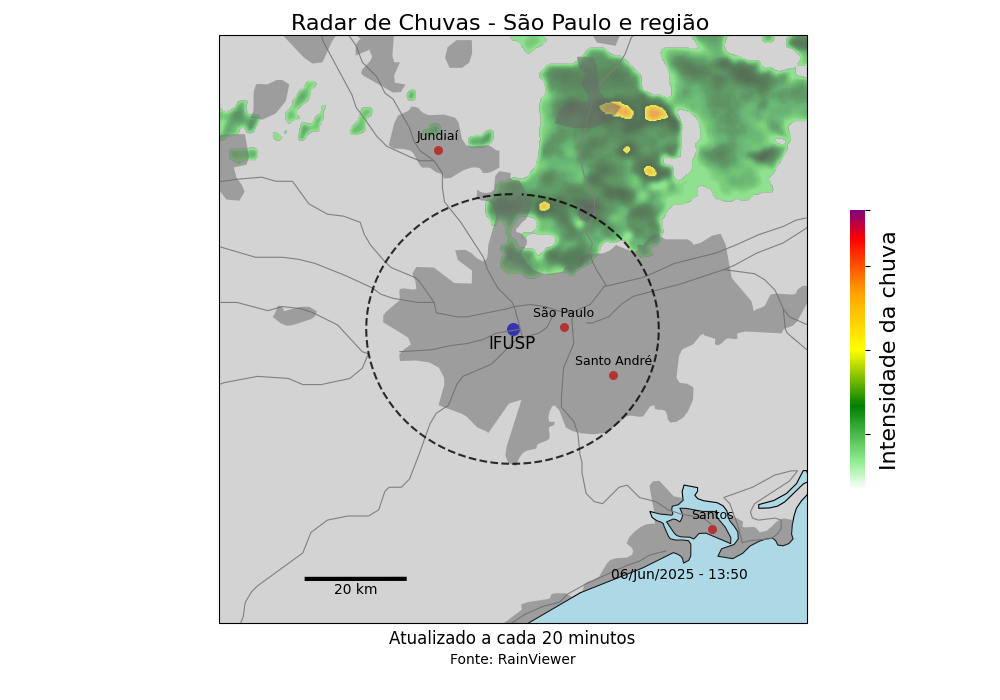 Radar de Chuvas - São Paulo e região
Jundiaí
São Paulo
IFUSP
Santo André
Santos
06/Jun/2025 - 13:50
20 km
Intensidade da chuva
Atualizado a cada 20 minutos
Fonte: RainViewer